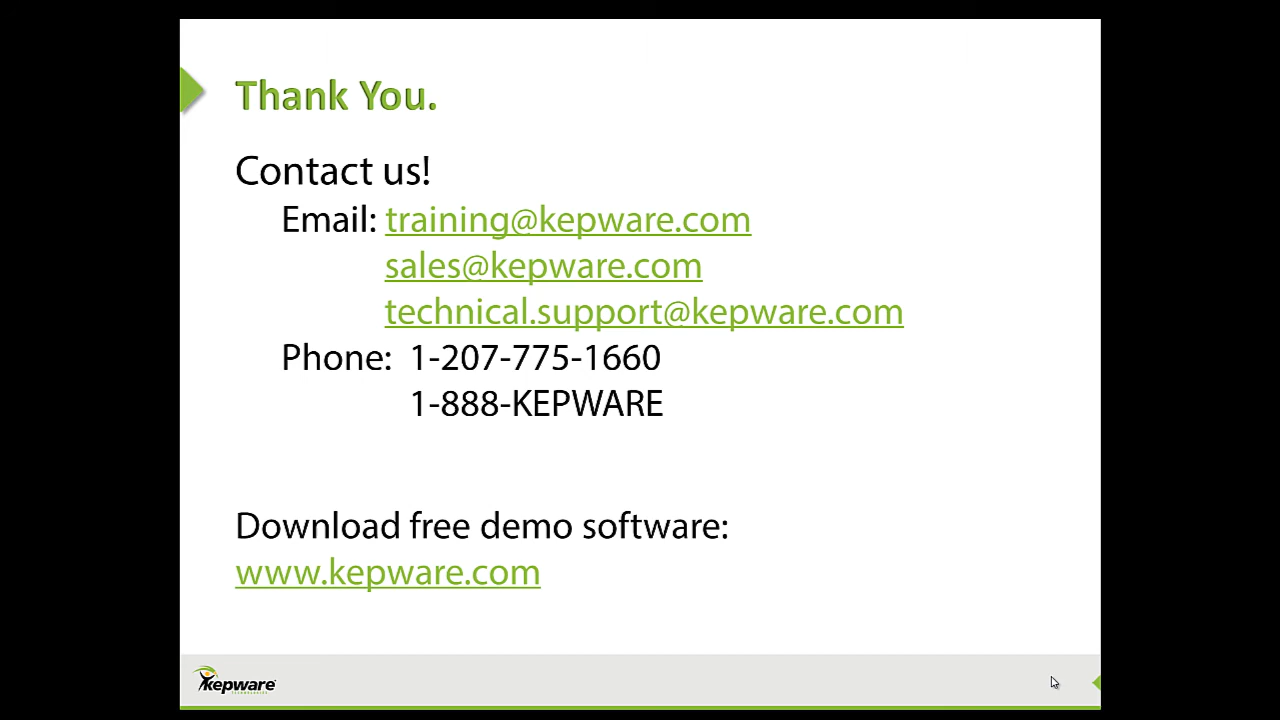 Thank You.
Contact us!
Email: training@kepware.com
sales@kepware.com
technical.support@kepware.com
Phone: 1-207-775-1660
1-888-KEPWARE
Download free demo software:
www.kepware.com
kepware